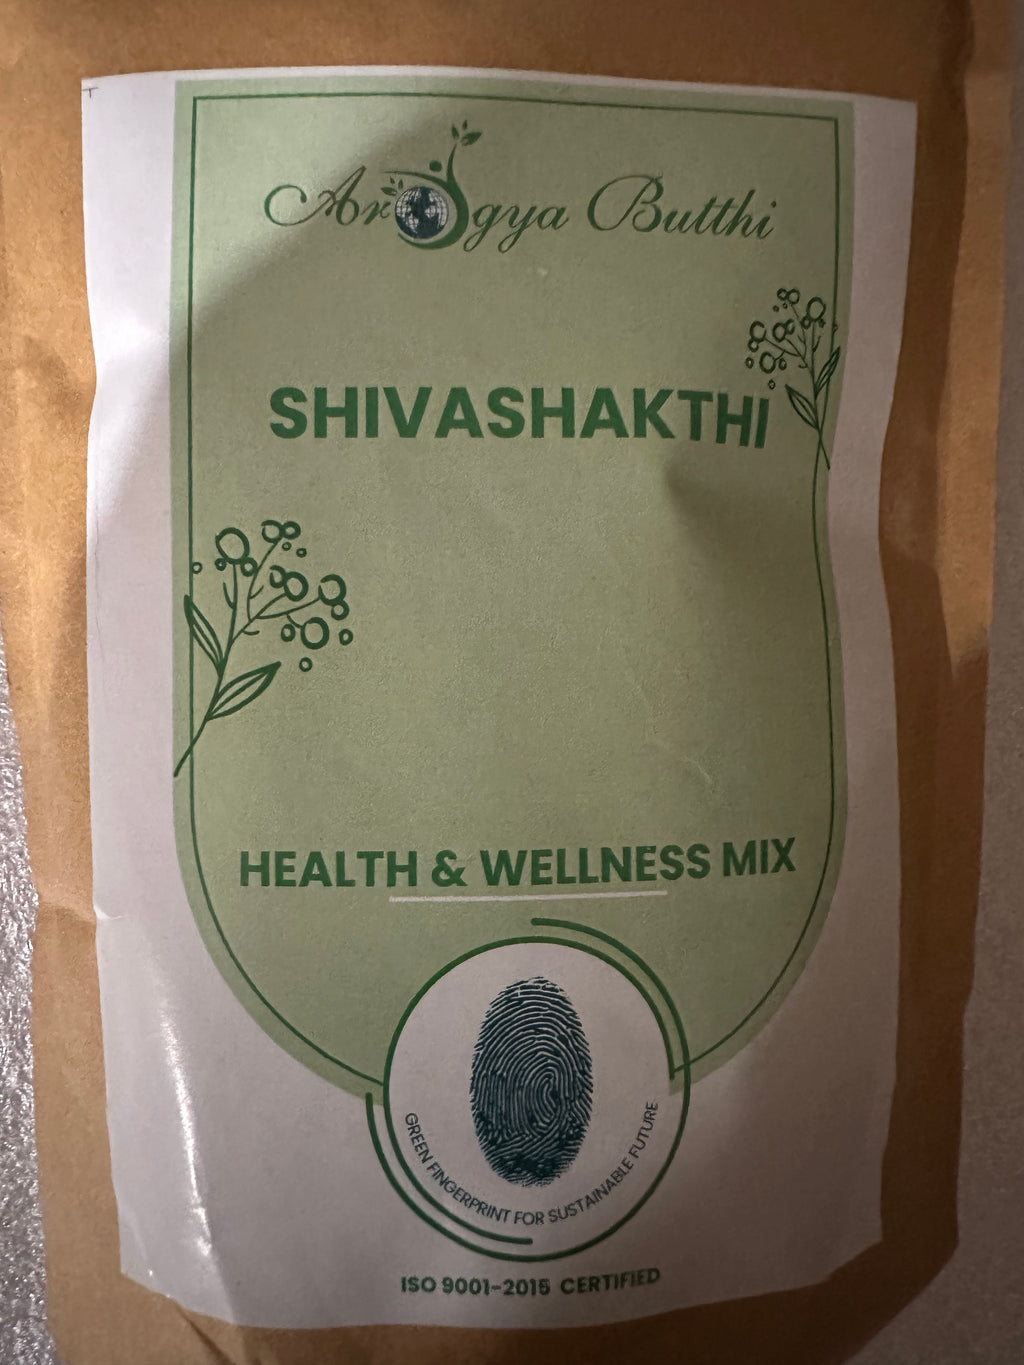 Arogya Butthi
SHIVASHAKTHI
HEALTH & WELLNESS MIX
GREEN FINGERPRINT FOR SUSTAINABLE FUTURE
ISO 9001-2015 CERTIFIED